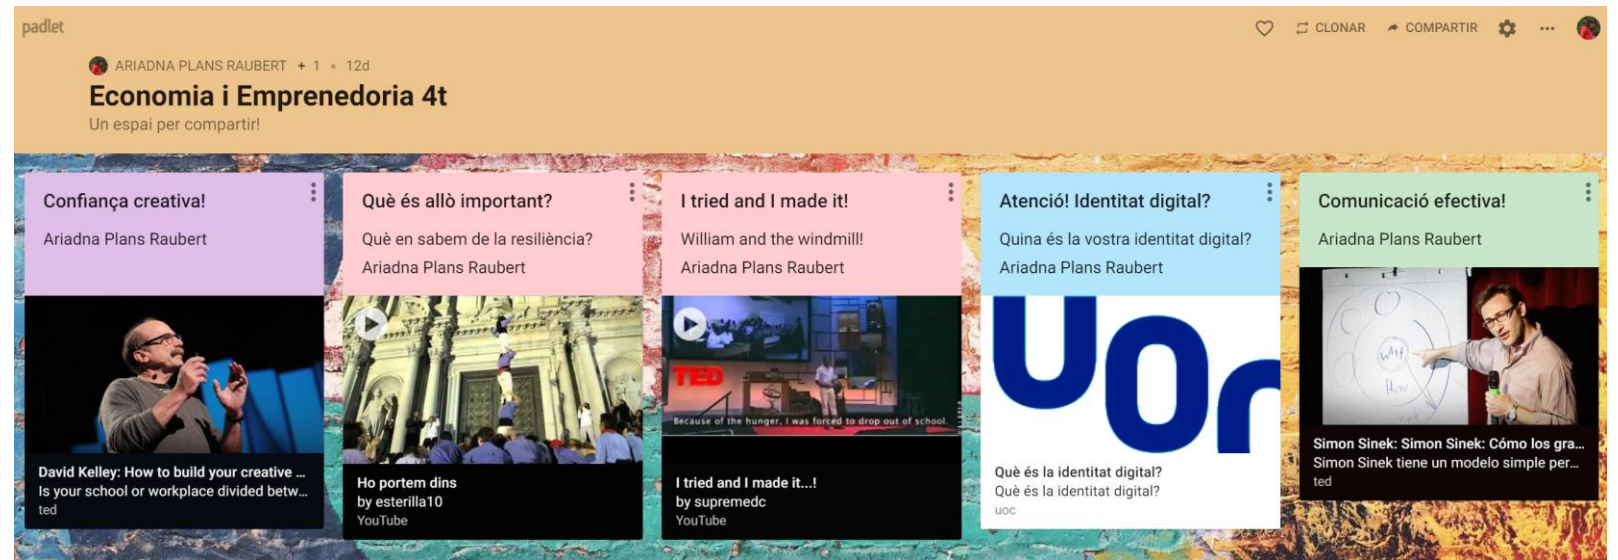 padlet
CLONAR
COMPARTIR
ARIADNA PLANS RAUBERT + 1 • 12d
Economia i Emprenedoria 4t
Un espai per compartir!
Confiança creativa!
Ariadna Plans Raubert
David Kelley: How to build your creative ...
Is your school or workplace divided betw...
ted
Què és allò important?
Què en sabem de la resiliència?
Ariadna Plans Raubert
Ho portem dins
by esterilla10
YouTube
I tried and I made it!
William and the windmill!
Ariadna Plans Raubert
TED
Because of the hunger, I was forced to drop out of school.
I tried and I made it...!
by supremedc
YouTube
Atenció! Identitat digital?
Quina és la vostra identitat digital?
Ariadna Plans Raubert
uoc
Què és la identitat digital?
Què és la identitat digital?
uoc
Comunicació efectiva!
Ariadna Plans Raubert
Why
How
Simon Sinek: Simon Sinek: Cómo los gra...
Simon Sinek tiene un modelo simple per...
ted